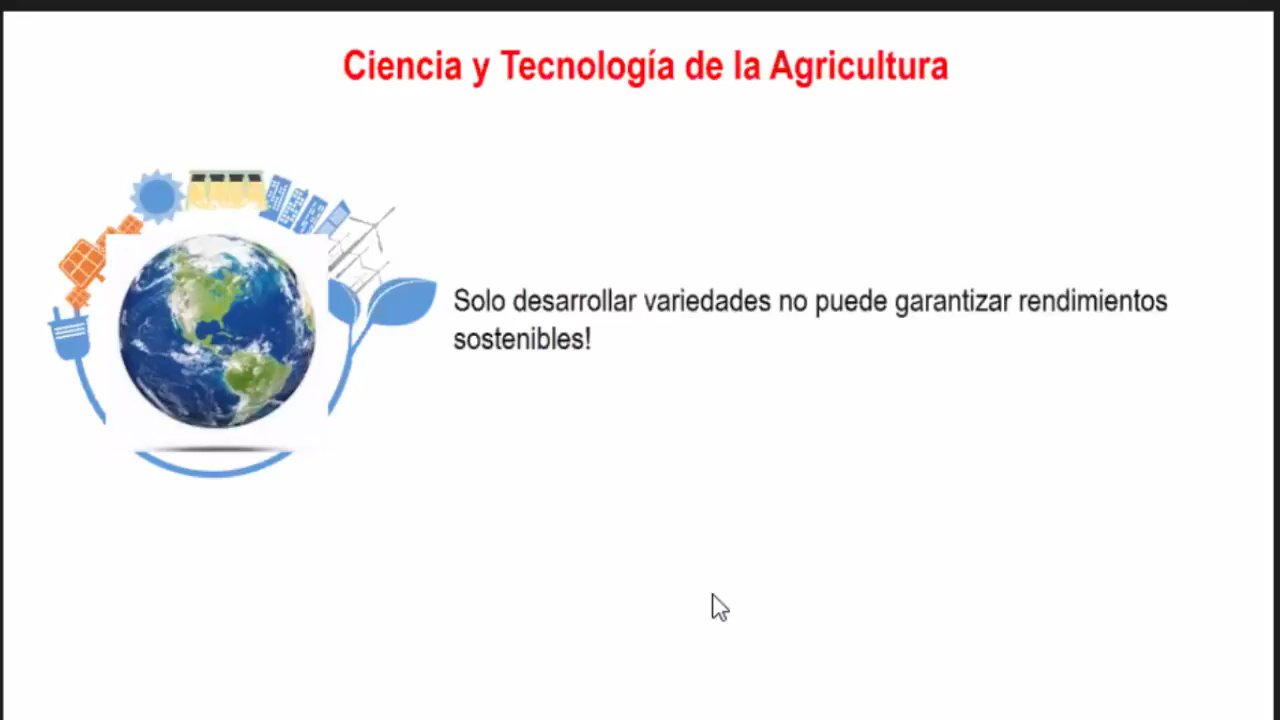 Ciencia y Tecnología de la Agricultura
Solo desarrollar variedades no puede garantizar rendimientos
sostenibles!